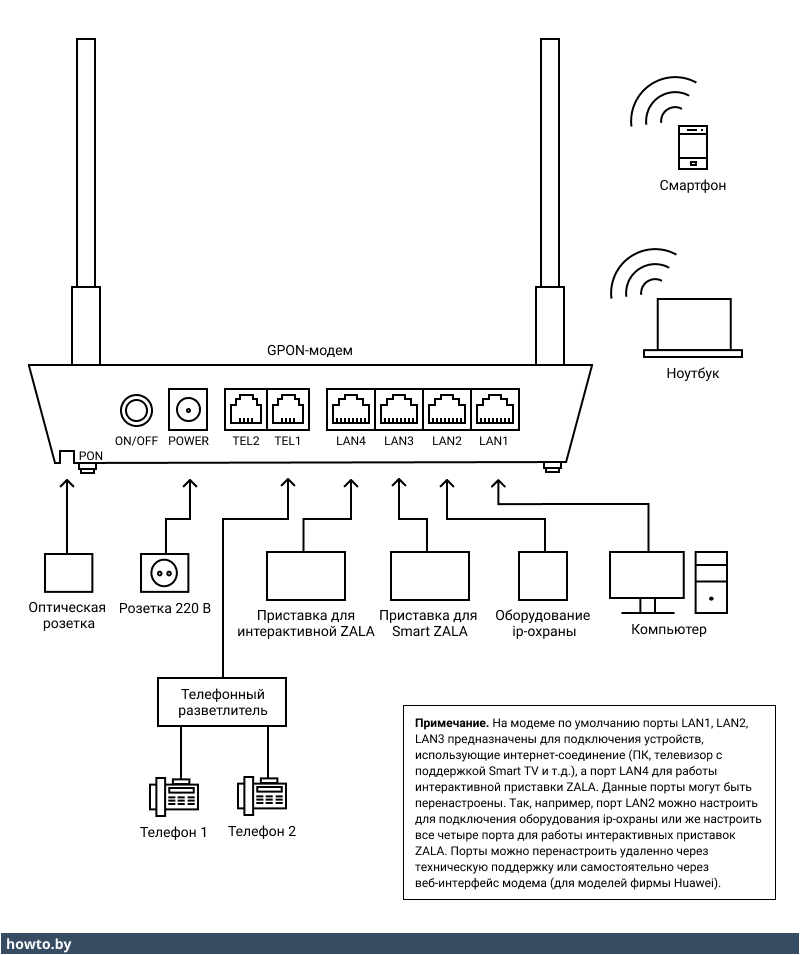 Смартфон
Ноутбук
GPON-модем
ON/OFF POWER TEL2 TEL1 LAN4 LAN3 LAN2 LAN1
PON
Оптическая
розетка
Розетка 220 В
Приставка для
интерактивной ZALA
Приставка для
Smart ZALA
Оборудование
ip-охраны
Компьютер
Телефонный
разветлитель
Телефон 1
Телефон 2
Примечание. На модеме по умолчанию порты LAN1, LAN2,
LAN3 предназначены для подключения устройств,
использующие интернет-соединение (ПК, телевизор с
поддержкой Smart TV и т.д.), а порт LAN4 для работы
интерактивной приставки ZALA. Данные порты могут быть
перенастроены. Так, например, порт LAN2 можно настроить
для подключения оборудования ip-охраны или же настроить
все четыре порта для работы интерактивных приставок
ZALA. Порты можно перенастроить удаленно через
техническую поддержку или самостоятельно через
веб-интерфейс модема (для моделей фирмы Huawei).
howto.by